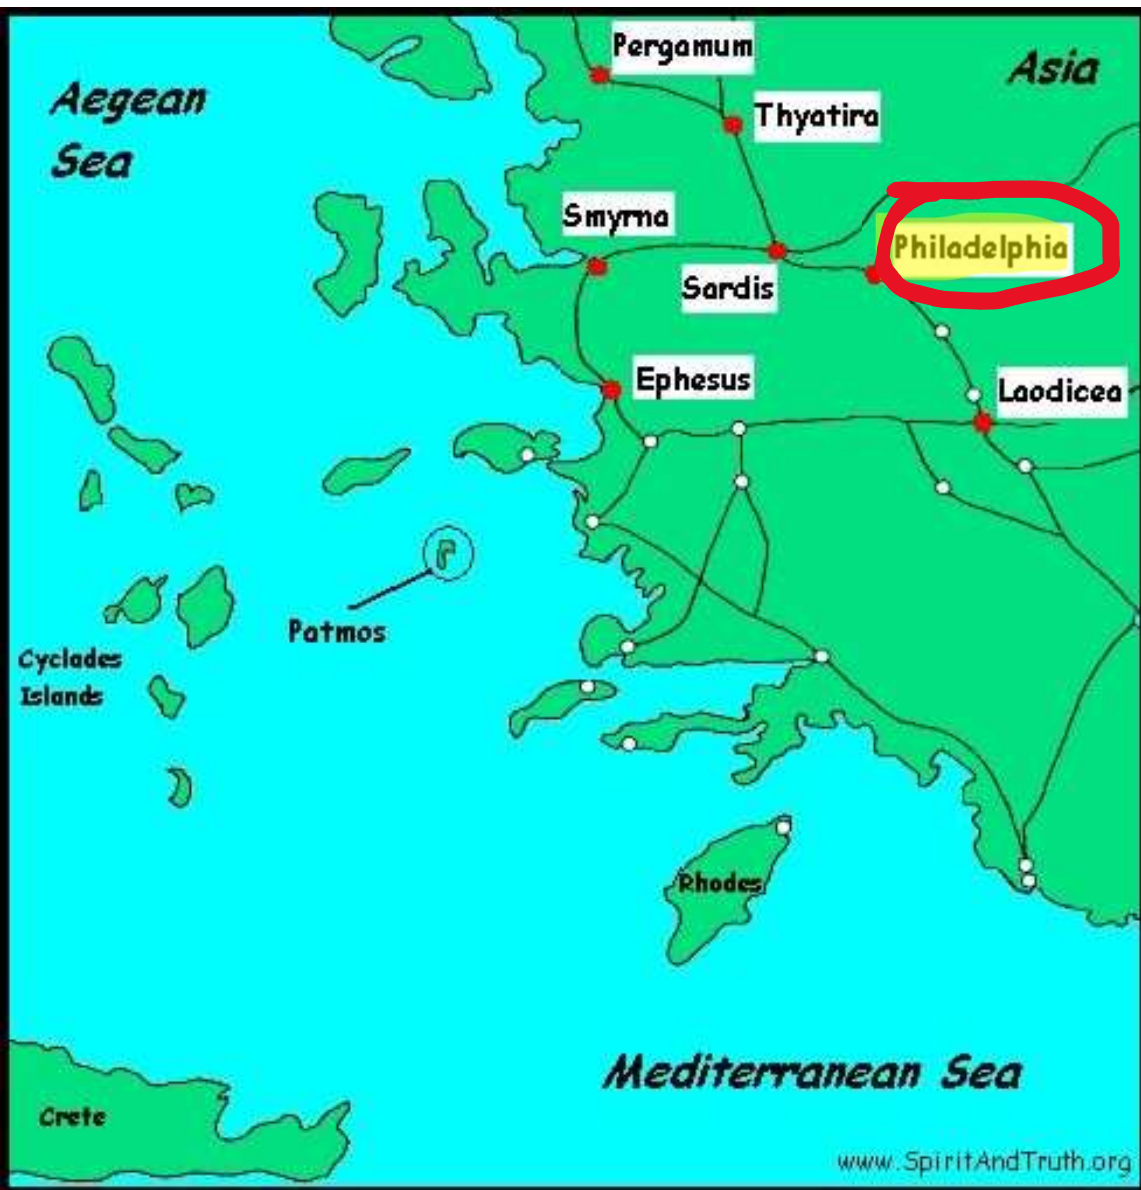 Pergamum
Asia
Aegean
Sea
Thyatira
Smyrna
Philadelphia
Sardis
Ephesus
Laodicea
Patmos
Cyclades
Islands
Rhodes
Mediterranean Sea
Crete
www.SpiritAndTruth.org